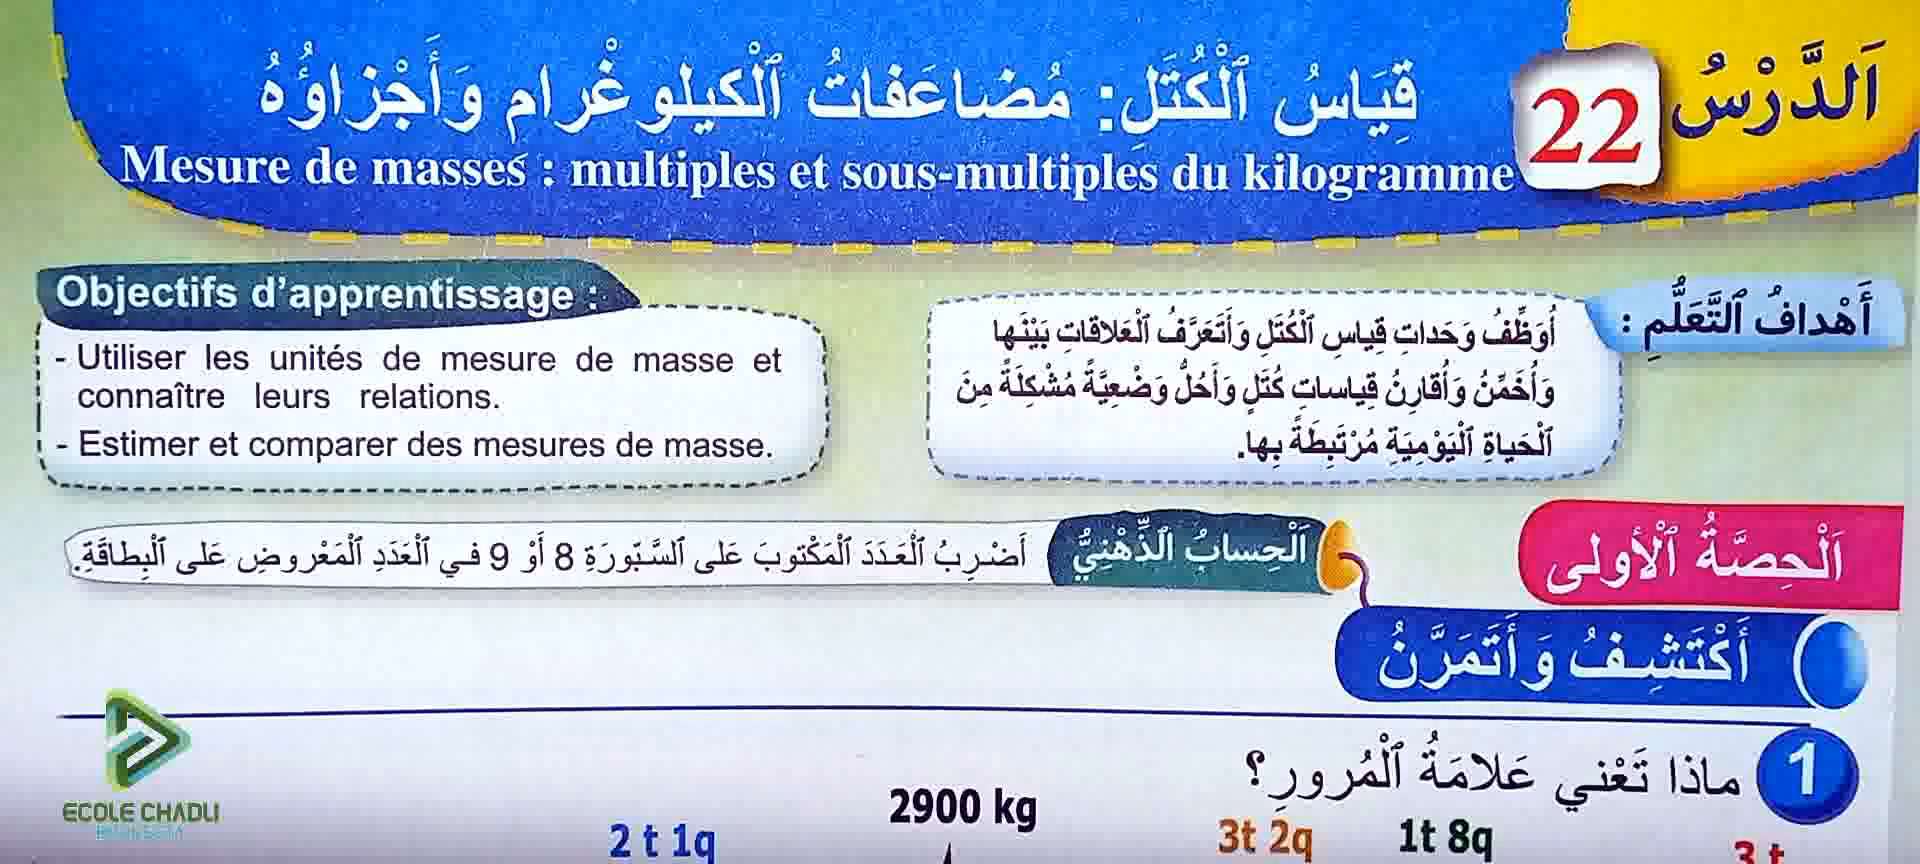 اَلدَّرْسُ 22
قِيَاسُ ٱلْكُتَلِ: مُضاعَفاتُ ٱلْكيلوغْرام وَأَجْزاؤُهُ
Mesure de masses : multiples et sous-multiples du kilogramme
أَهْدافُ ٱلتَّعَلُّمِ :
أُوَظِّفُ وَحَداتِ قِياسِ ٱلْكُتَلِ وَأَتَعَرَّفُ ٱلْعَلاقاتِ بَيْنَها
وَأُخَمِّنُ وَأُقارِنُ قِياساتِ كُتَلٍ وَأَحُلُّ وَضْعِيَّةً مُشْكِلَةً مِنَ
ٱلْحَياةِ ٱلْيَوْمِيَةِ مُرْتَبِطَةً بِها.
Objectifs d’apprentissage :
- Utiliser les unités de mesure de masse et
connaître leurs relations.
- Estimer et comparer des mesures de masse.
اَلْحِصَّةُ ٱلْأولى
اَلْحِسابُ ٱلذِّهْنِيُّ
أَضْرِبُ ٱلْعَدَدَ ٱلْمَكْتوبَ عَلى ٱلسَّبّورَةِ 8 أَوْ 9 في ٱلْعَدَدِ ٱلْمَعْروضِ عَلى ٱلْبِطاقَةِ.
أَكْتَشِفُ وَأَتَمَرَّنُ
1 ماذا تَعْني عَلامَةُ ٱلْمُرورِ؟
2900 kg
2 t 1q
3t 2q
1t 8q
3 t
ECOLE CHADLI